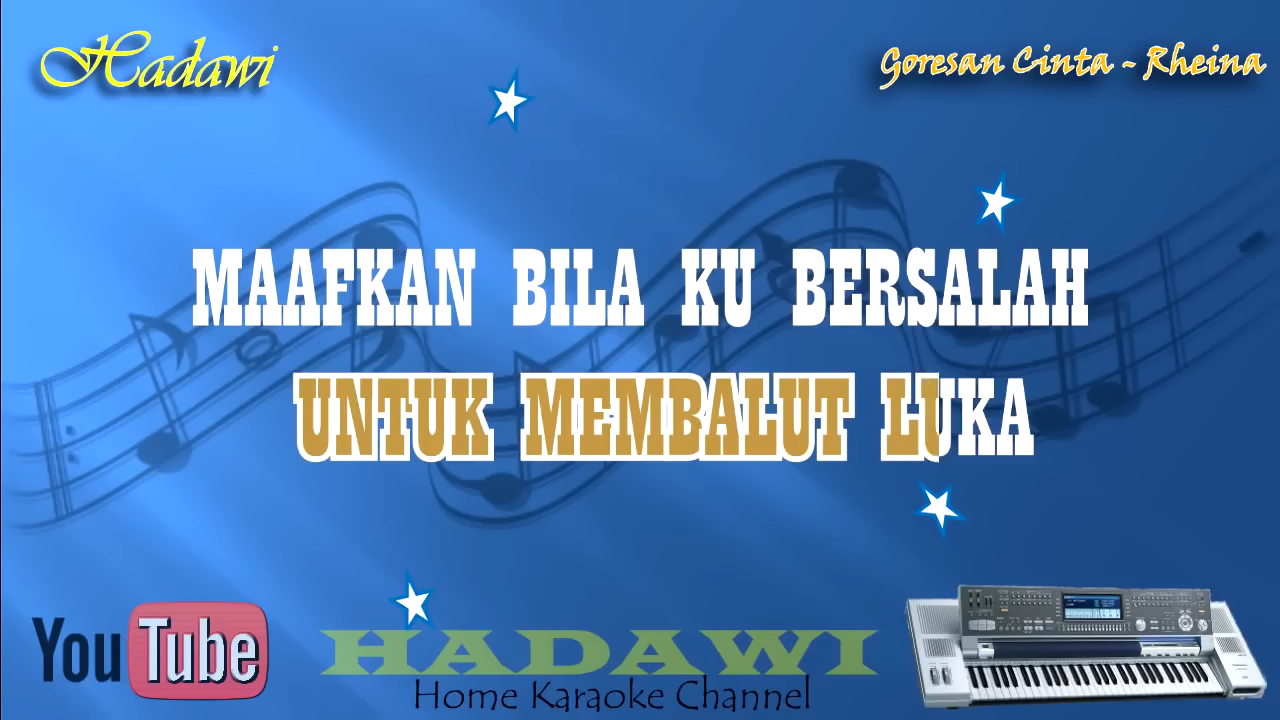 Hadawi
Goresan Cinta ~ Rheina
MAAFKAN BILA KU BERSALAH
UNTUK MEMBALUT LUKA
YouTube
HADAWI
Home Karaoke Channel